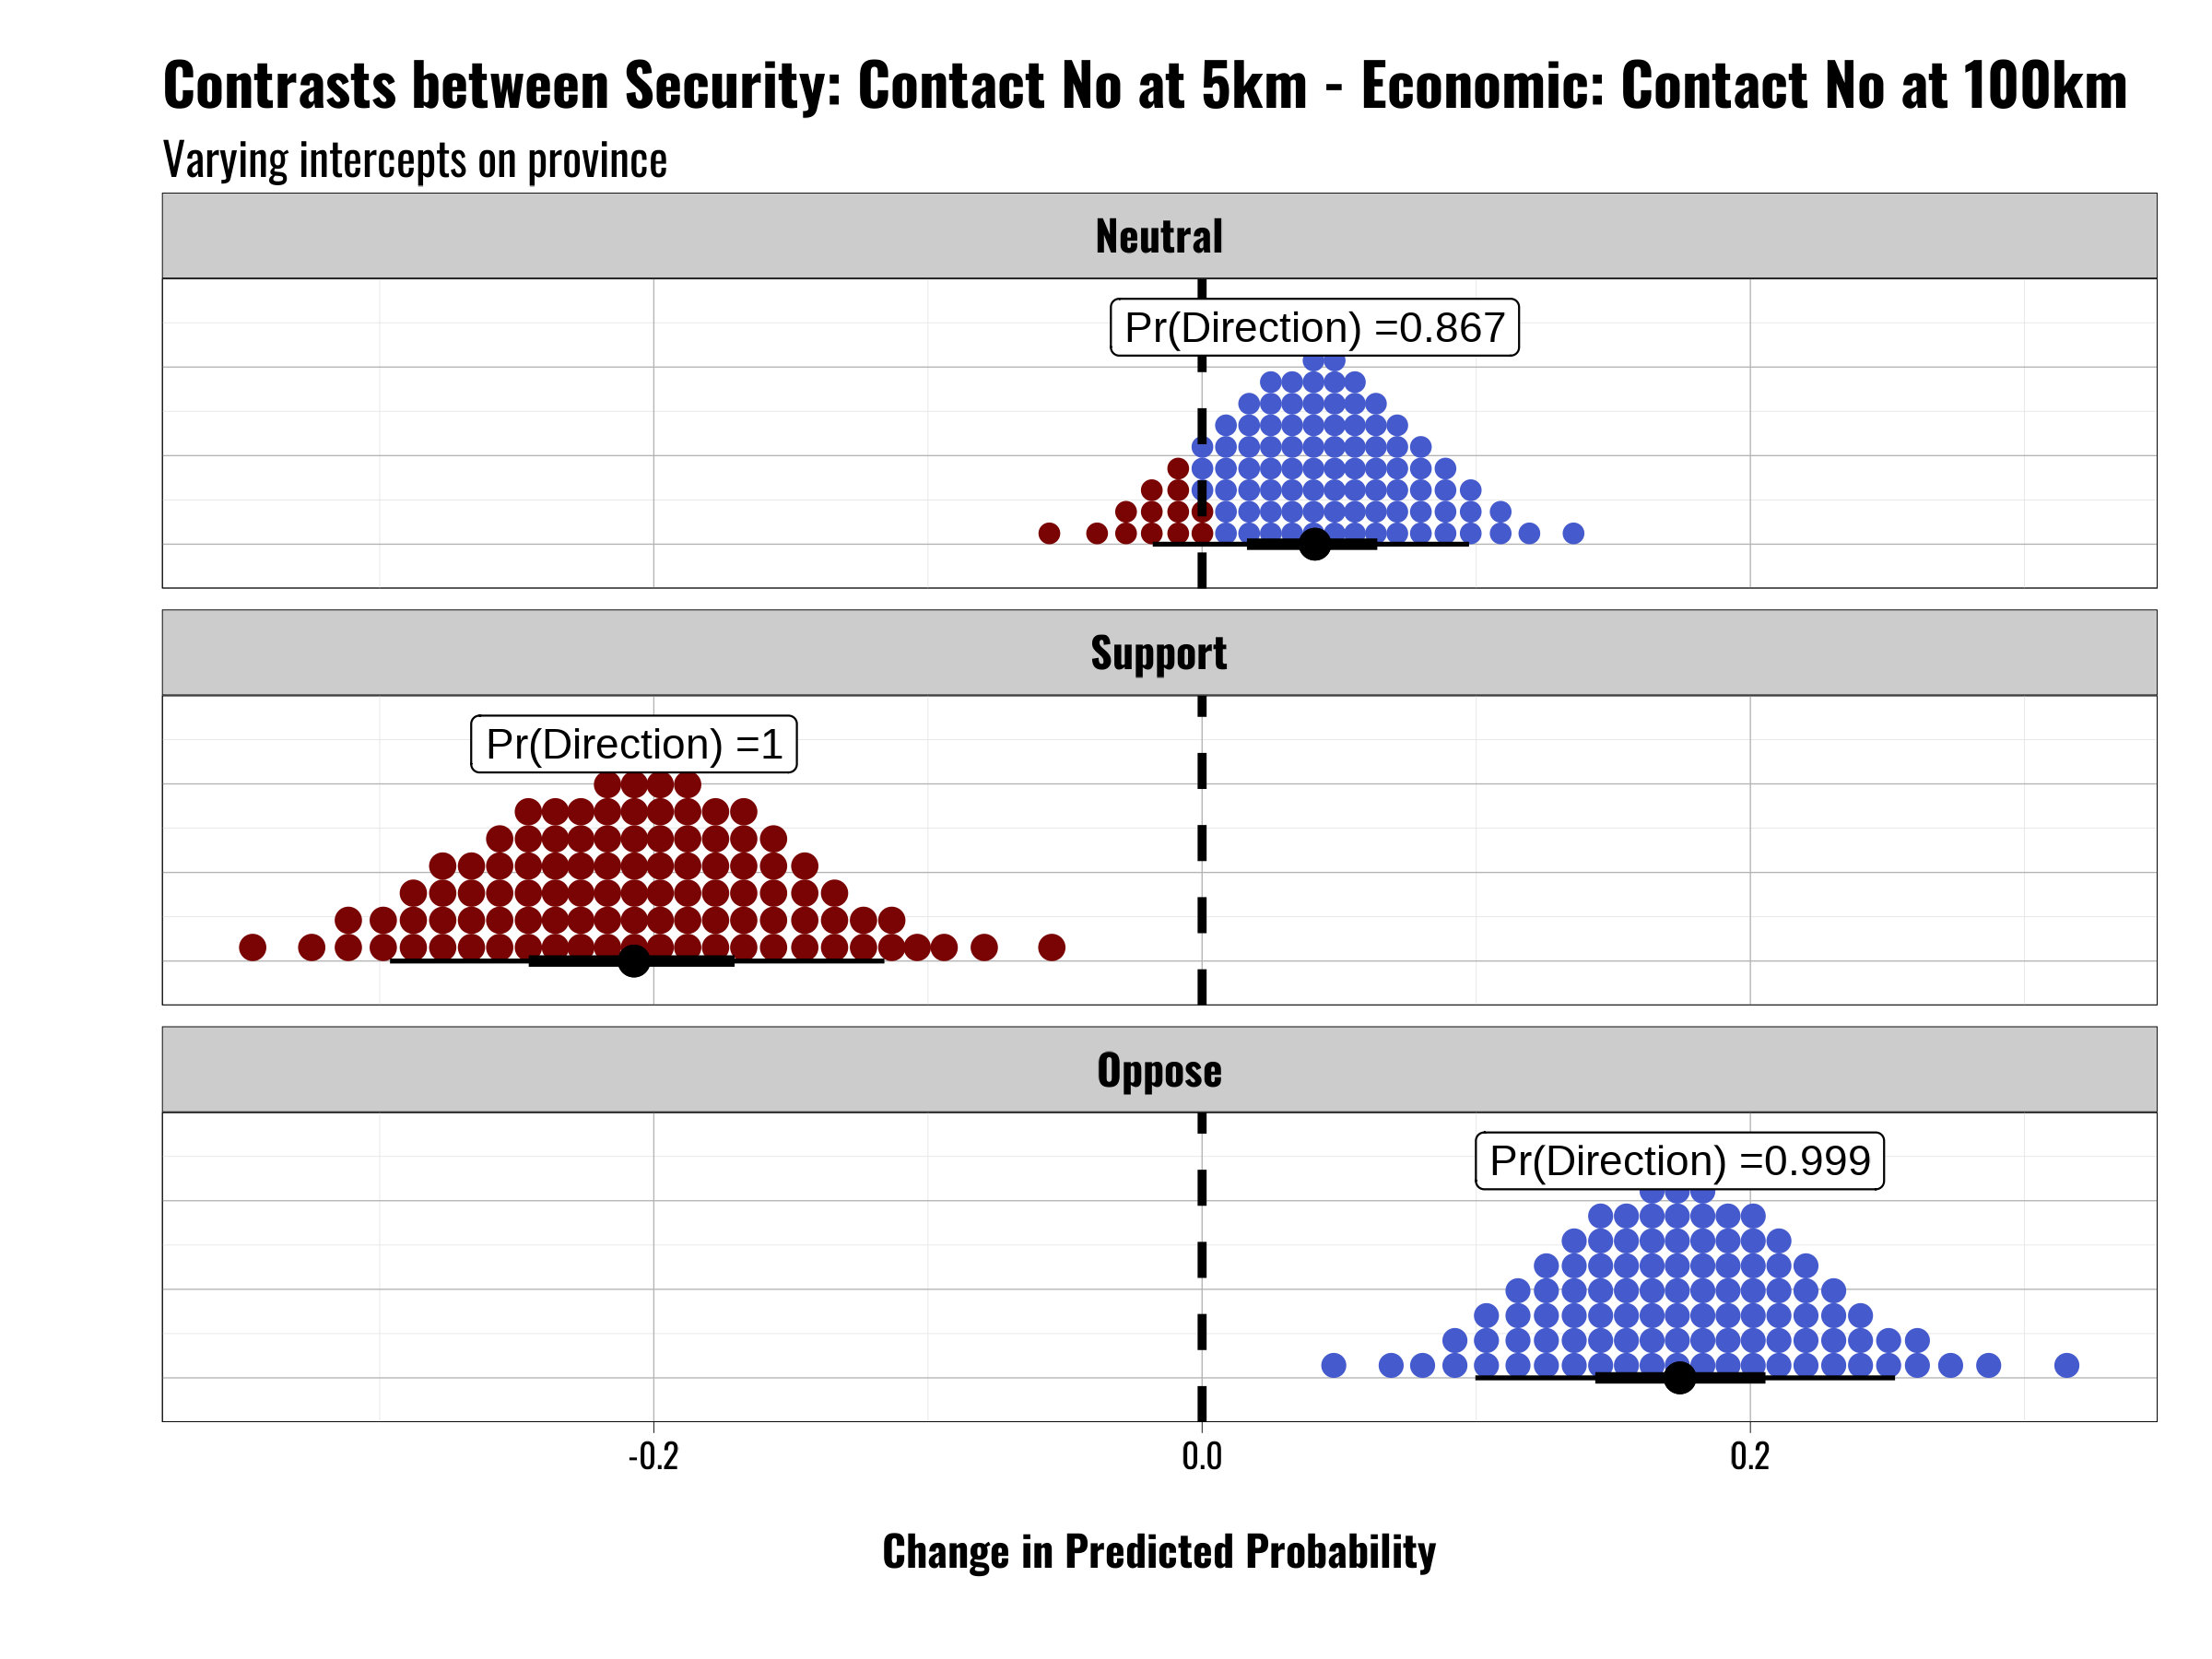 Contrasts between Security: Contact No at 5km - Economic: Contact No at 100km
Varying intercepts on province
Neutral
Pr(Direction) =0.867
Support
Pr(Direction) =1
Oppose
Pr(Direction) =0.999
-0.2 0.0 0.2
Change in Predicted Probability